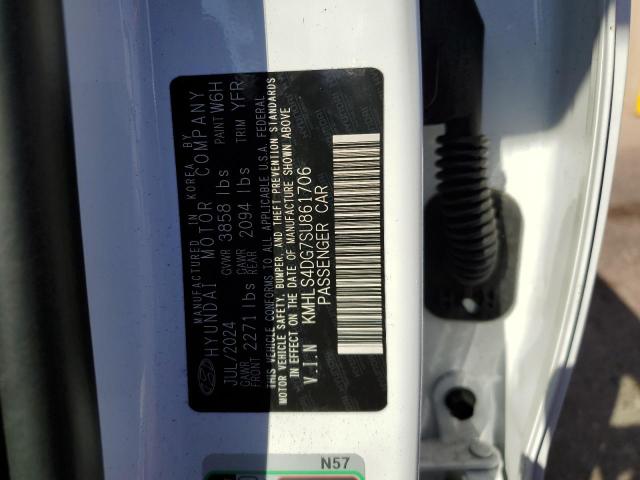 MANUFACTURED IN KOREA BY
HYUNDAI MOTOR COMPANY
JUL/2024 GVWR 3858 lbs PAINT W6H
GAWR FRONT 2271 lbs GAWR REAR 2094 lbs TRIM YFR
THIS VEHICLE CONFORMS TO ALL APPLICABLE U.S.A. FEDERAL
MOTOR VEHICLE SAFETY, BUMPER, AND THEFT PREVENTION STANDARDS
IN EFFECT ON THE DATE OF MANUFACTURE SHOWN ABOVE
V.I.N KMHLS4DG7SU861706
PASSENGER CAR
N57